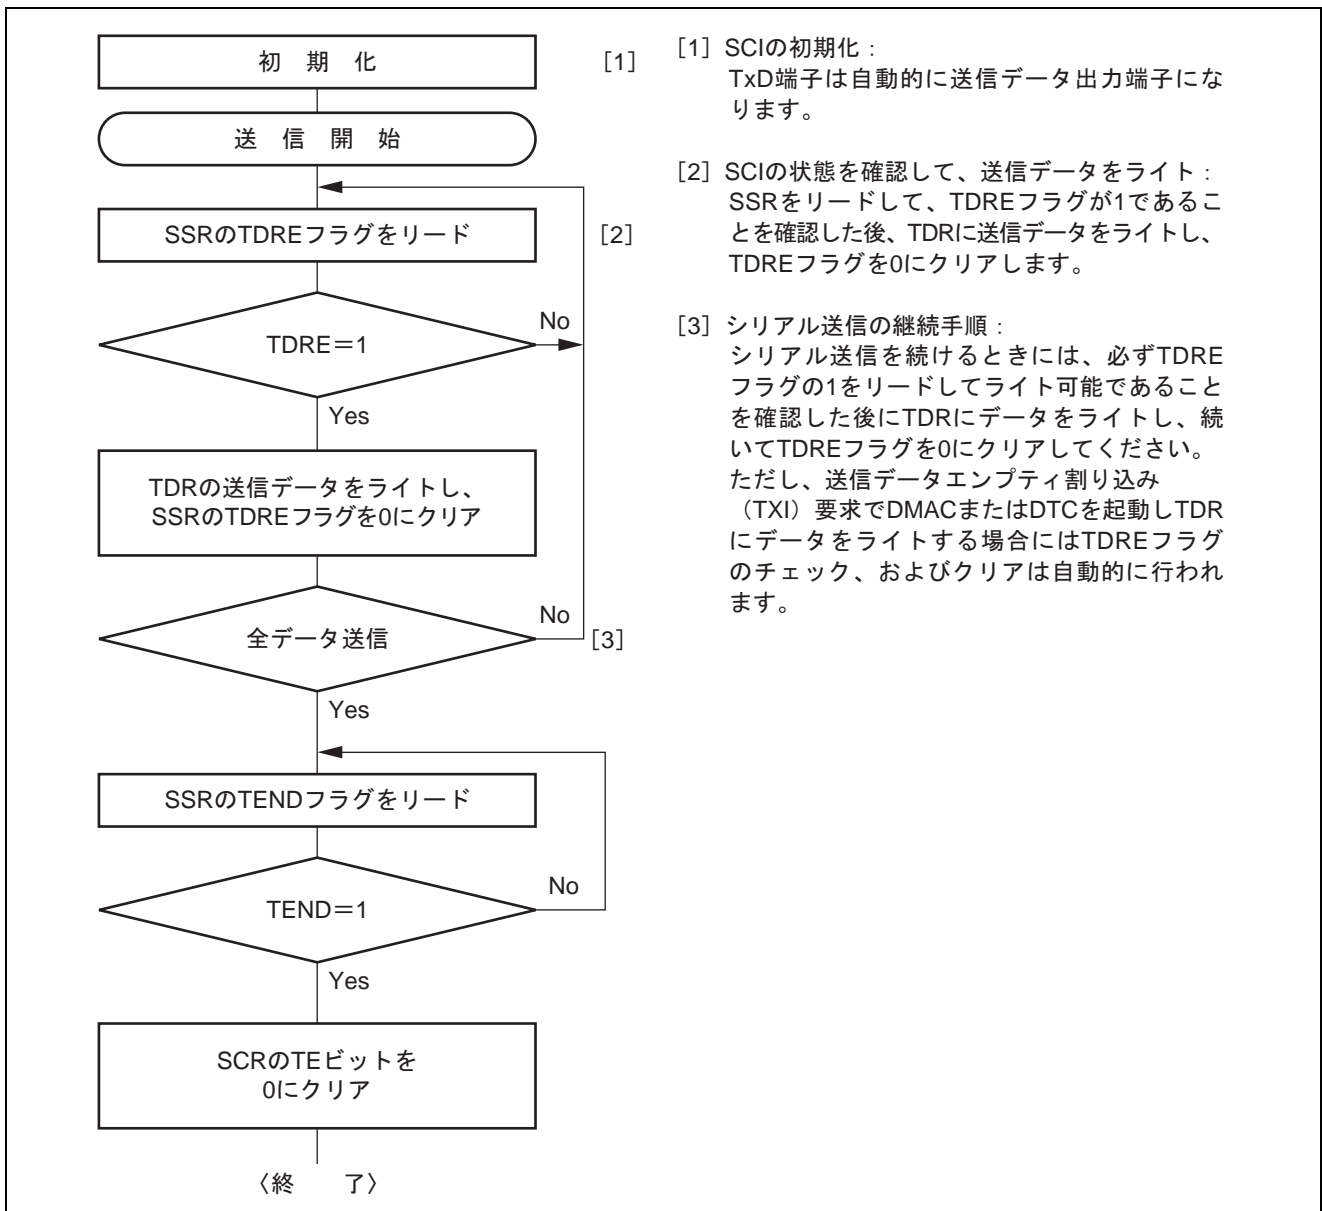 初 期 化
[1]
送 信 開 始
SSRのTDREフラグをリード
[2]
TDRE＝1
No
Yes
TDRの送信データをライトし、
SSRのTDREフラグを0にクリア
全データ送信
No
[3]
Yes
SSRのTENDフラグをリード
TEND＝1
No
Yes
SCRのTEビットを
0にクリア
〈終 了〉
[1] SCIの初期化：
TxD端子は自動的に送信データ出力端子にな
ります。
[2] SCIの状態を確認して、送信データをライト：
SSRをリードして、TDREフラグが1であるこ
とを確認した後、TDRに送信データをライトし、
TDREフラグを0にクリアします。
[3] シリアル送信の継続手順：
シリアル送信を続けるときには、必ずTDRE
フラグの1をリードしてライト可能であること
を確認した後にTDRにデータをライトし、続
いてTDREフラグを0にクリアしてください。
ただし、送信データエンプティ割り込み
（TXI）要求でDMACまたはDTCを起動しTDR
にデータをライトする場合にはTDREフラグ
のチェック、およびクリアは自動的に行われ
ます。